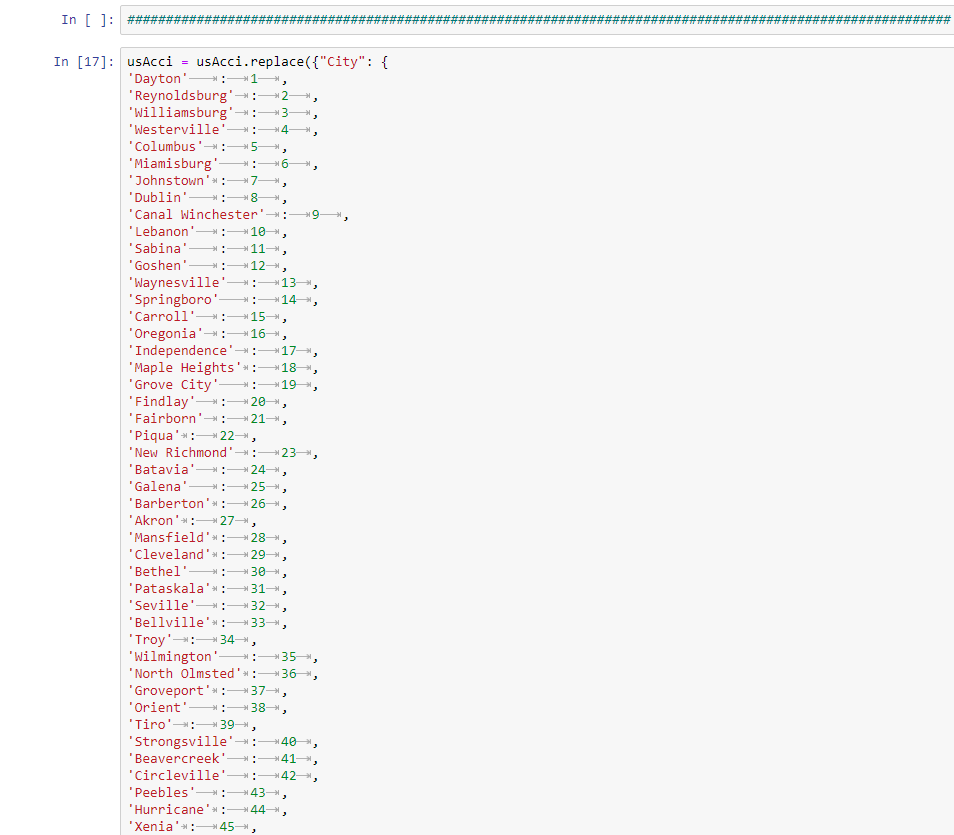 In [ ]: ###########################################################################################################
In [17]: usAcci = usAcci.replace({"City": {
'Dayton' : 1 ,
'Reynoldsburg' : 2 ,
'Williamsburg' : 3 ,
'Westerville' : 4 ,
'Columbus' : 5 ,
'Miamisburg' : 6 ,
'Johnstown' : 7 ,
'Dublin' : 8 ,
'Canal Winchester' : 9 ,
'Lebanon' : 10 ,
'Sabina' : 11 ,
'Goshen' : 12 ,
'Waynesville' : 13 ,
'Springboro' : 14 ,
'Carroll' : 15 ,
'Oregonia' : 16 ,
'Independence' : 17 ,
'Maple Heights' : 18 ,
'Grove City' : 19 ,
'Findlay' : 20 ,
'Fairborn' : 21 ,
'Piqua' : 22 ,
'New Richmond' : 23 ,
'Batavia' : 24 ,
'Galena' : 25 ,
'Barberton' : 26 ,
'Akron' : 27 ,
'Mansfield' : 28 ,
'Cleveland' : 29 ,
'Bethel' : 30 ,
'Pataskala' : 31 ,
'Seville' : 32 ,
'Bellville' : 33 ,
'Troy' : 34 ,
'Wilmington' : 35 ,
'North Olmsted' : 36 ,
'Groveport' : 37 ,
'Orient' : 38 ,
'Tiro' : 39 ,
'Strongsville' : 40 ,
'Beavercreek' : 41 ,
'Circleville' : 42 ,
'Peebles' : 43 ,
'Hurricane' : 44 ,
'Xenia' : 45 ,